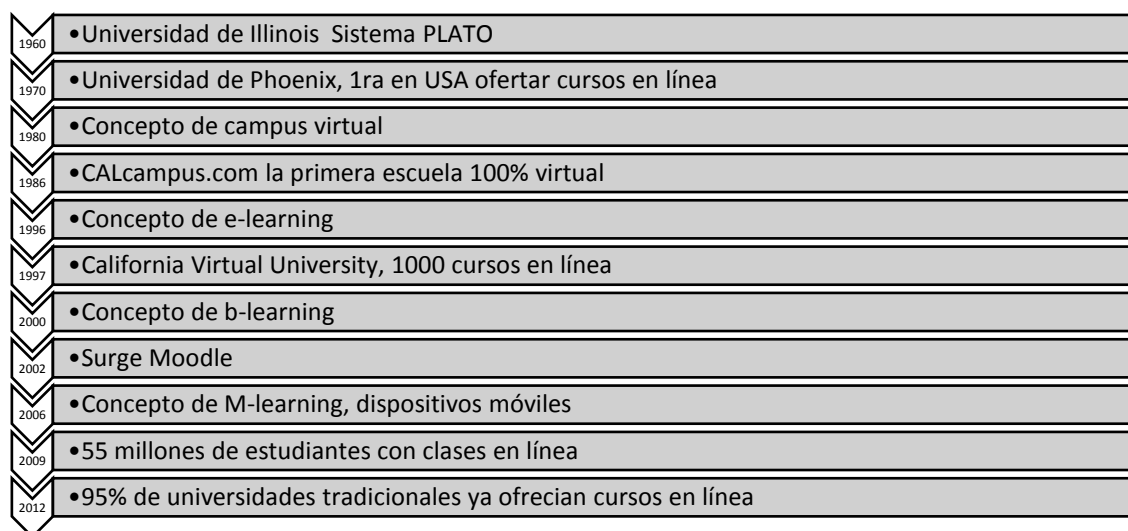 1960 •Universidad de Illinois  Sistema PLATO
1970 •Universidad de Phoenix, 1ra en USA ofertar cursos en línea
1980 •Concepto de campus virtual
1986 •CALcampus.com la primera escuela 100% virtual
1996 •Concepto de e-learning
1997 •California Virtual University, 1000 cursos en línea
2000 •Concepto de b-learning
2002 •Surge Moodle
2006 •Concepto de M-learning, dispositivos móviles
2009 •55 millones de estudiantes con clases en línea
2012 •95% de universidades tradicionales ya ofrecian cursos en línea